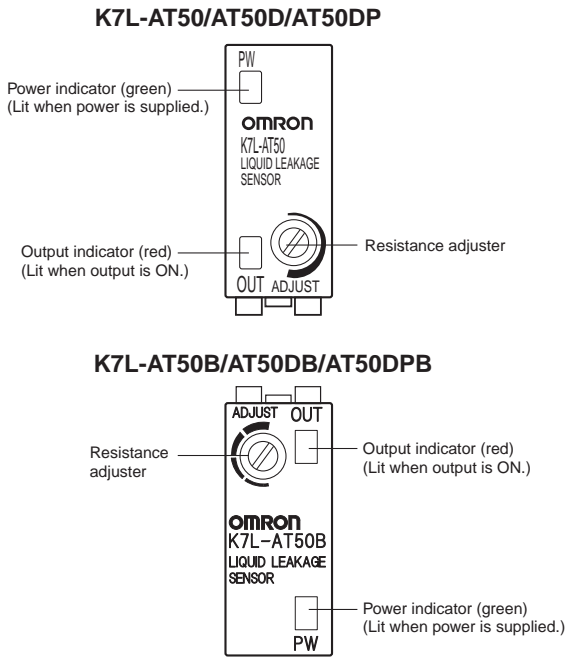 K7L-AT50/AT50D/AT50DP
PW
Power indicator (green)
(Lit when power is supplied.)
OMRON
K7L-AT50
LIQUID LEAKAGE
SENSOR
Output indicator (red)
(Lit when output is ON.)
Resistance adjuster
OUT ADJUST
K7L-AT50B/AT50DB/AT50DPB
ADJUST OUT
Resistance
adjuster
Output indicator (red)
(Lit when output is ON.)
OMRON
K7L-AT50B
LIQUID LEAKAGE
SENSOR
Power indicator (green)
(Lit when power is supplied.)
PW